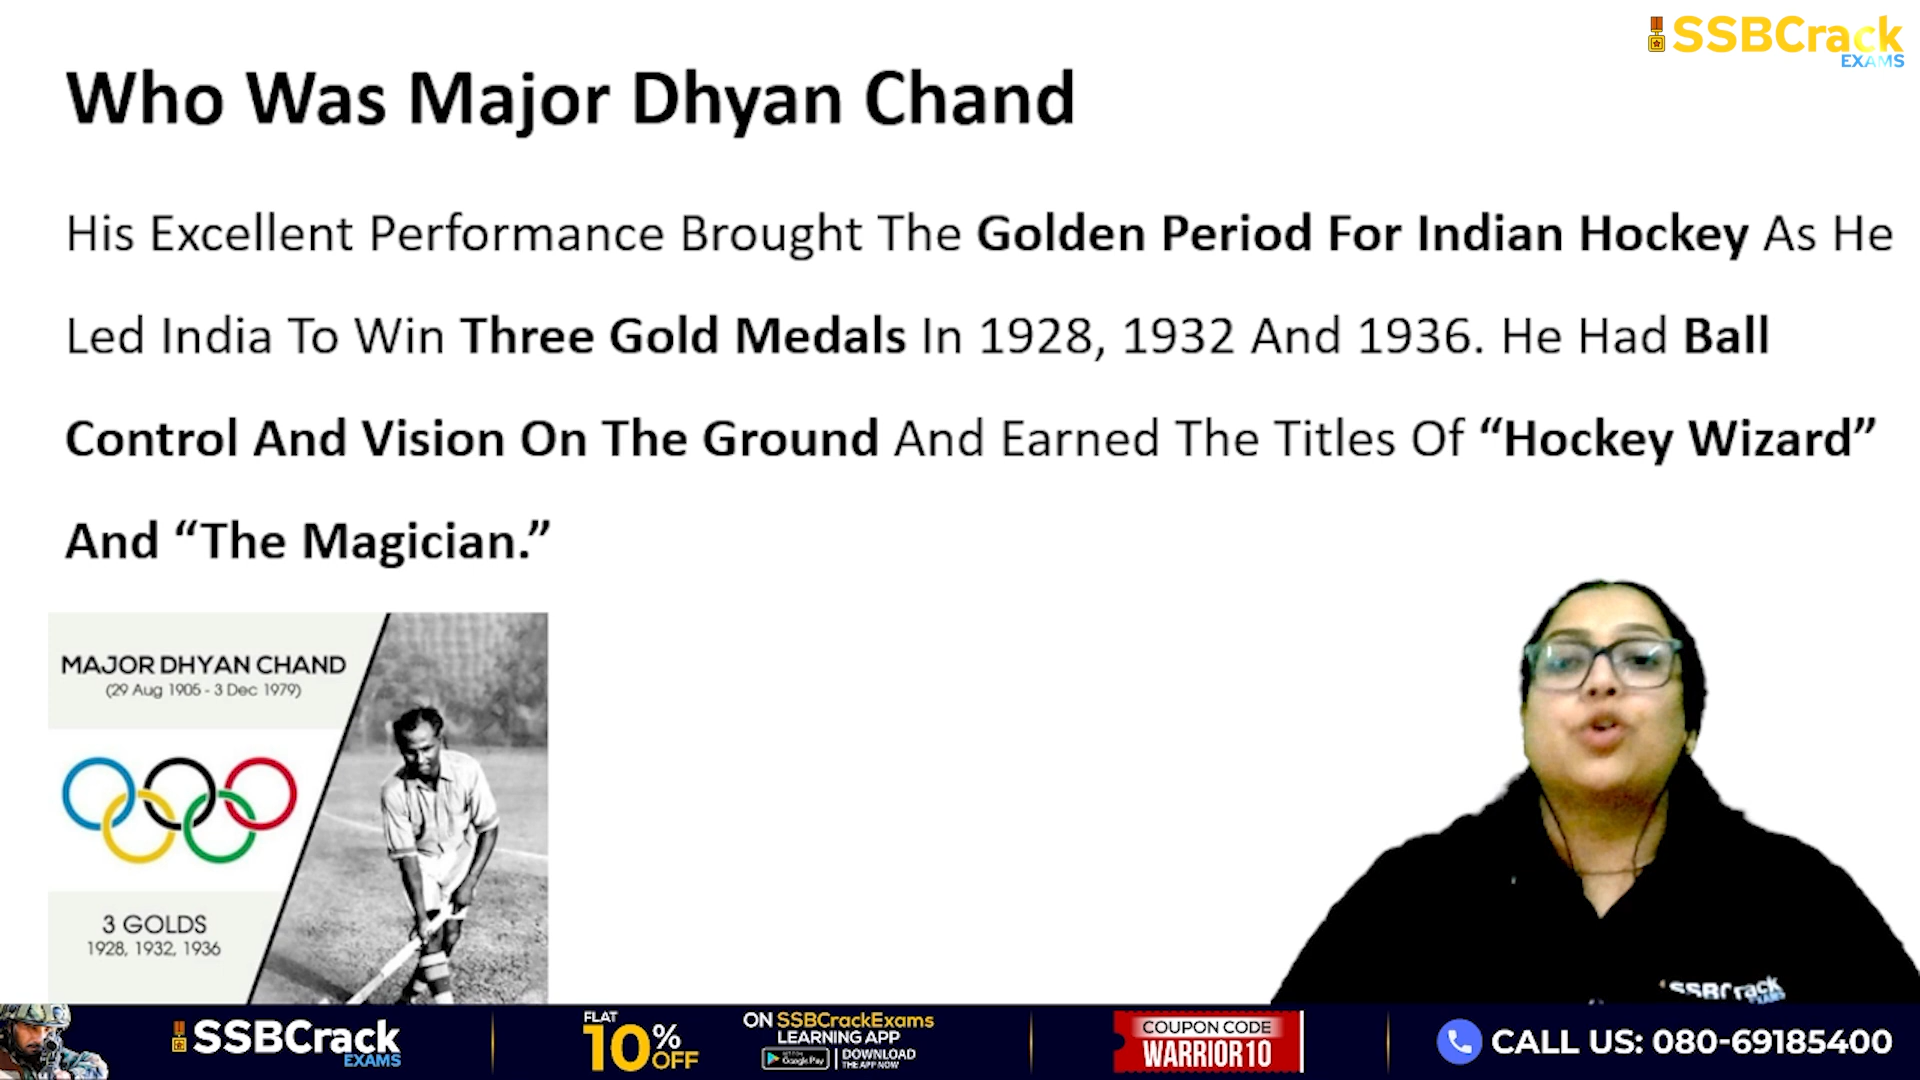 SSBCrack
EXAMS
Who Was Major Dhyan Chand
His Excellent Performance Brought The Golden Period For Indian Hockey As He
Led India To Win Three Gold Medals In 1928, 1932 And 1936. He Had Ball
Control And Vision On The Ground And Earned The Titles Of “Hockey Wizard”
And “The Magician.”
MAJOR DHYAN CHAND
(29 Aug 1905 - 3 Dec 1979)
3 GOLDS
1928, 1932, 1936
SSBCrack
EXAMS
SSBCrack
EXAMS
FLAT
10% OFF
ON SSBCrackExams
LEARNING APP
Google Play
DOWNLOAD
THE APP NOW
COUPON CODE
WARRIOR10
CALL US: 080-69185400